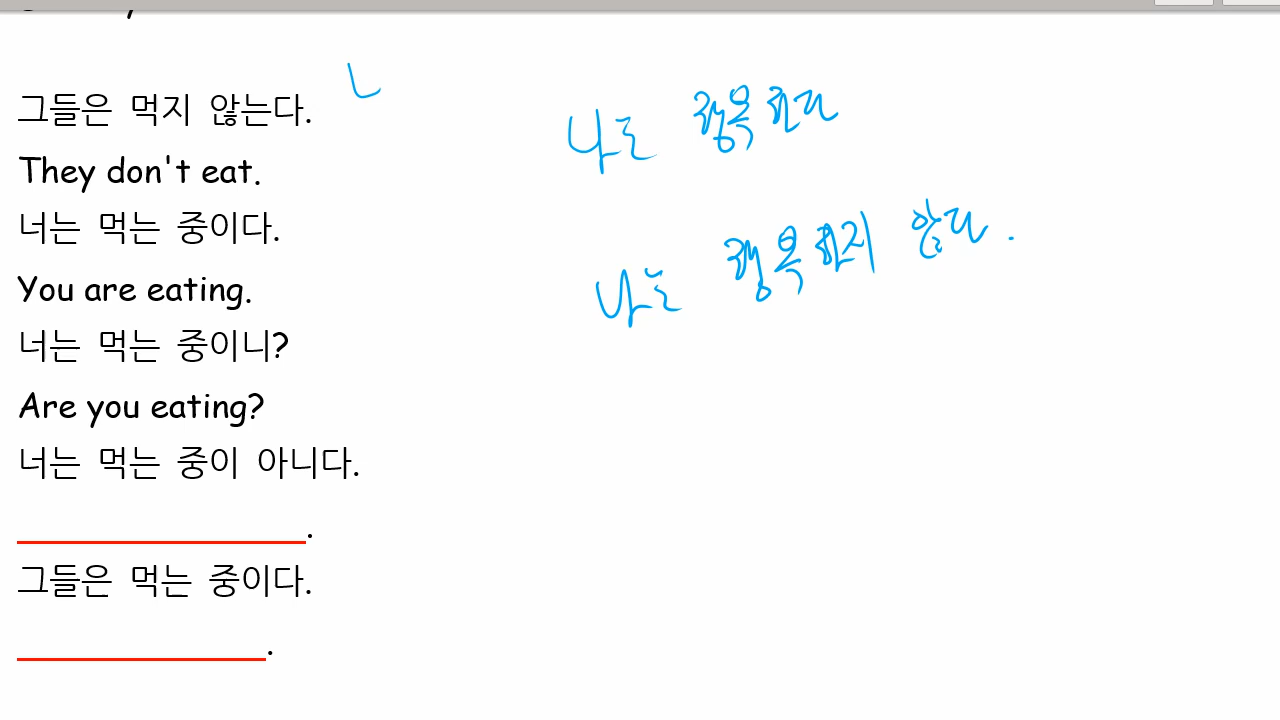 그들은 먹지 않는다.
They don't eat.
너는 먹는 중이다.
You are eating.
너는 먹는 중이니?
Are you eating?
너는 먹는 중이 아니다.
그들은 먹는 중이다.
나는 행복하다
나는 행복하지 않다.